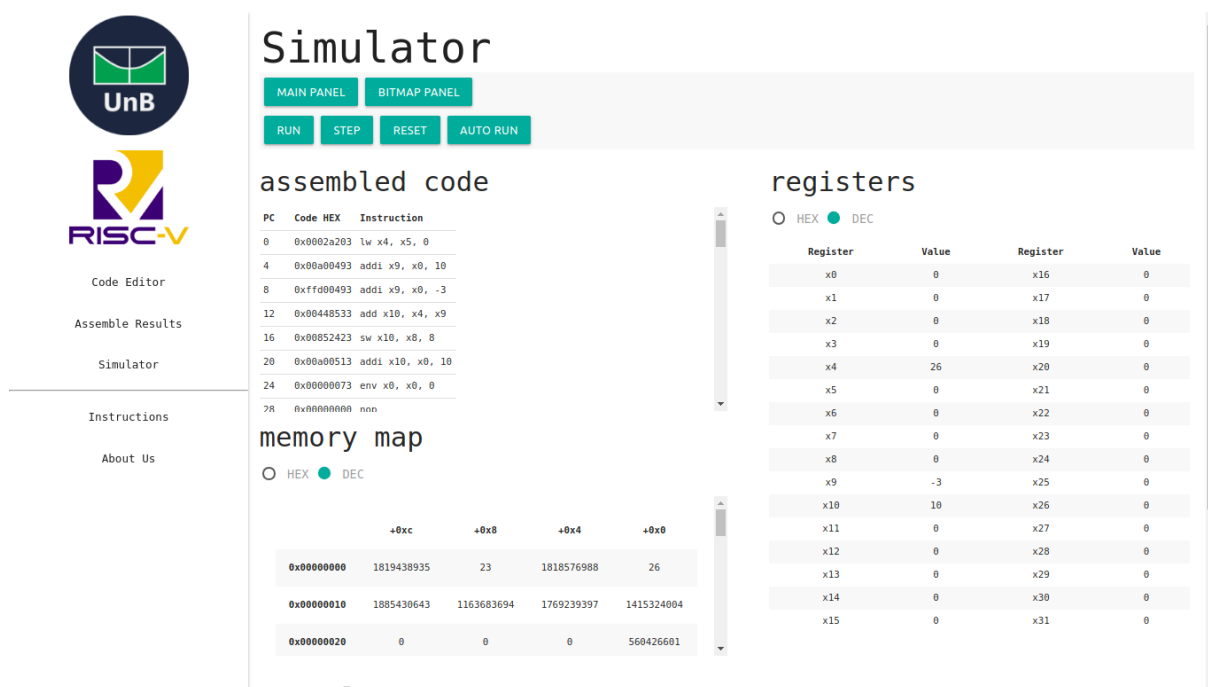 UnB
RISC-V
Code Editor
Assemble Results
Simulator
Instructions
About Us
Simulator
MAIN PANEL BITMAP PANEL
RUN STEP RESET AUTO RUN
assembled code
PC Code HEX Instruction
0 0x0002a203 lw x4, x5, 0
4 0x00a00493 addi x9, x0, 10
8 0xffd00493 addi x9, x0, -3
12 0x00448533 add x10, x4, x9
16 0x00852423 sw x10, x8, 8
20 0x00a00513 addi x10, x0, 10
24 0x00000073 env x0, x0, 0
28 0x00000000 nop
memory map
HEX DEC
+0xc +0x8 +0x4 +0x0
0x00000000 1819438935 23 1818576988 26
0x00000010 1885430643 1163683694 1769239397 1415324004
0x00000020 0 0 0 560426601
registers
HEX DEC
Register Value Register Value
x0 0 x16 0
x1 0 x17 0
x2 0 x18 0
x3 0 x19 0
x4 26 x20 0
x5 0 x21 0
x6 0 x22 0
x7 0 x23 0
x8 0 x24 0
x9 -3 x25 0
x10 10 x26 0
x11 0 x27 0
x12 0 x28 0
x13 0 x29 0
x14 0 x30 0
x15 0 x31 0